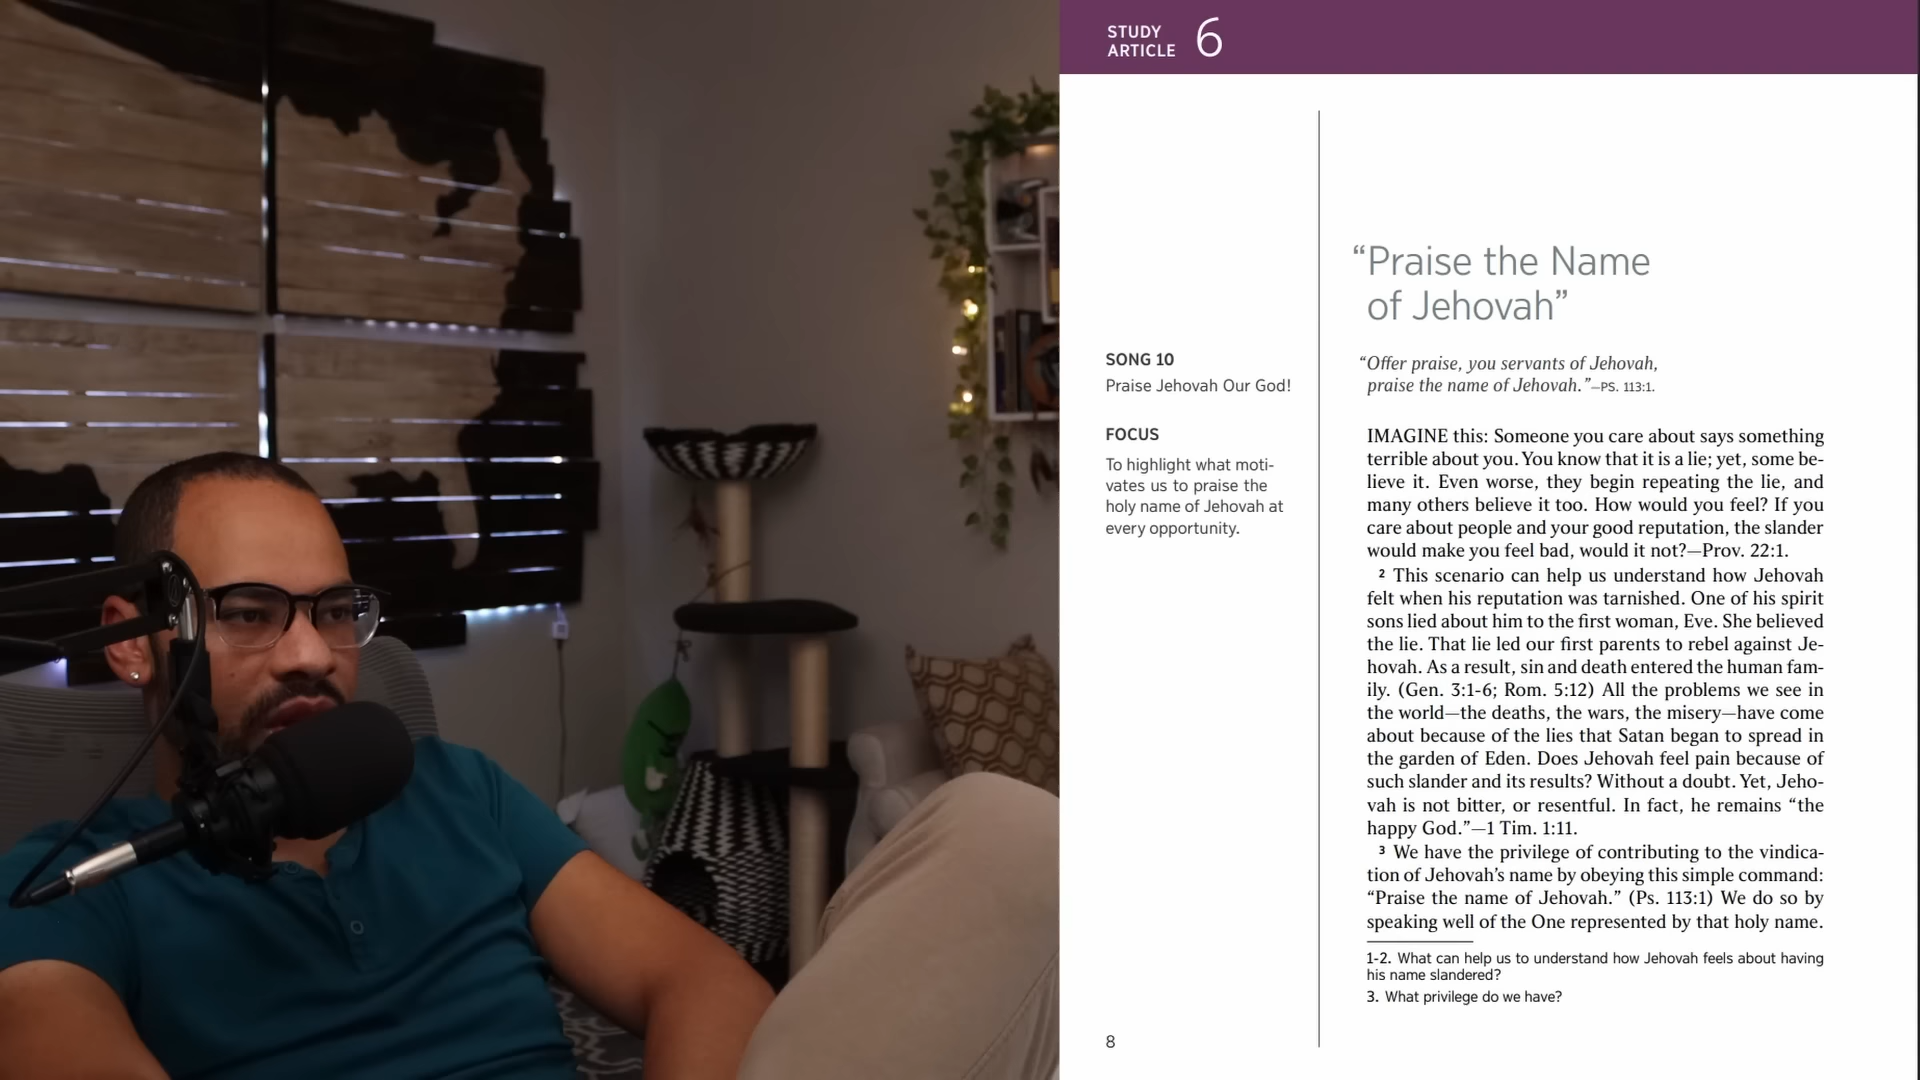 STUDY
ARTICLE 6
“Praise the Name
of Jehovah”
“Offer praise, you servants of Jehovah,
praise the name of Jehovah.”—PS. 113:1.
SONG 10
Praise Jehovah Our God!
FOCUS
To highlight what moti-
vates us to praise the
holy name of Jehovah at
every opportunity.
IMAGINE this: Someone you care about says something
terrible about you. You know that it is a lie; yet, some be-
lieve it. Even worse, they begin repeating the lie, and
many others believe it too. How would you feel? If you
care about people and your good reputation, the slander
would make you feel bad, would it not?—Prov. 22:1.
2 This scenario can help us understand how Jehovah
felt when his reputation was tarnished. One of his spirit
sons lied about him to the first woman, Eve. She believed
the lie. That lie led our first parents to rebel against Je-
hovah. As a result, sin and death entered the human fam-
ily. (Gen. 3:1-6; Rom. 5:12) All the problems we see in
the world—the deaths, the wars, the misery—have come
about because of the lies that Satan began to spread in
the garden of Eden. Does Jehovah feel pain because of
such slander and its results? Without a doubt. Yet, Jeho-
vah is not bitter, or resentful. In fact, he remains “the
happy God.”—1 Tim. 1:11.
3 We have the privilege of contributing to the vindica-
tion of Jehovah’s name by obeying this simple command:
“Praise the name of Jehovah.” (Ps. 113:1) We do so by
speaking well of the One represented by that holy name.
1-2. What can help us to understand how Jehovah feels about having
his name slandered?
3. What privilege do we have?
8